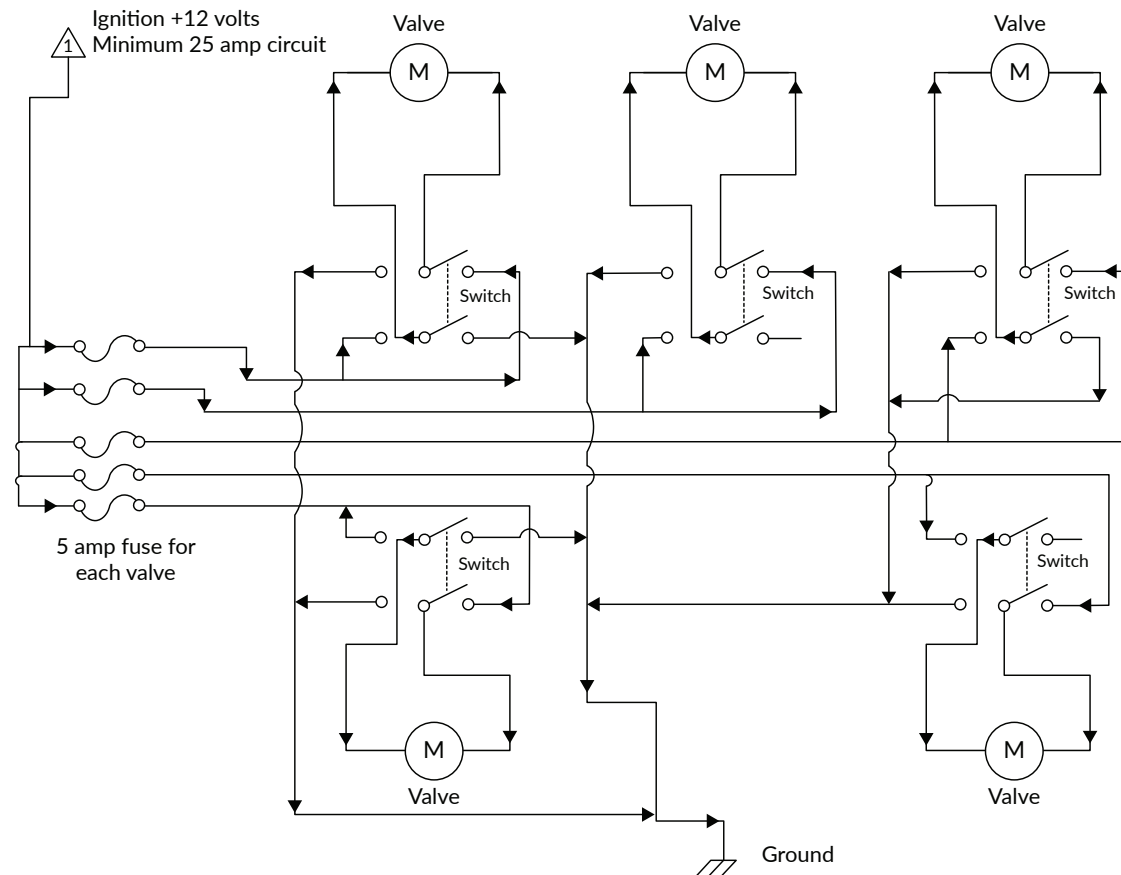 Ignition +12 volts
1 Minimum 25 amp circuit
Valve
Valve
Valve
M
M
M
Switch
Switch
Switch
5 amp fuse for
each valve
Switch
Switch
M
M
Valve
Valve
Ground